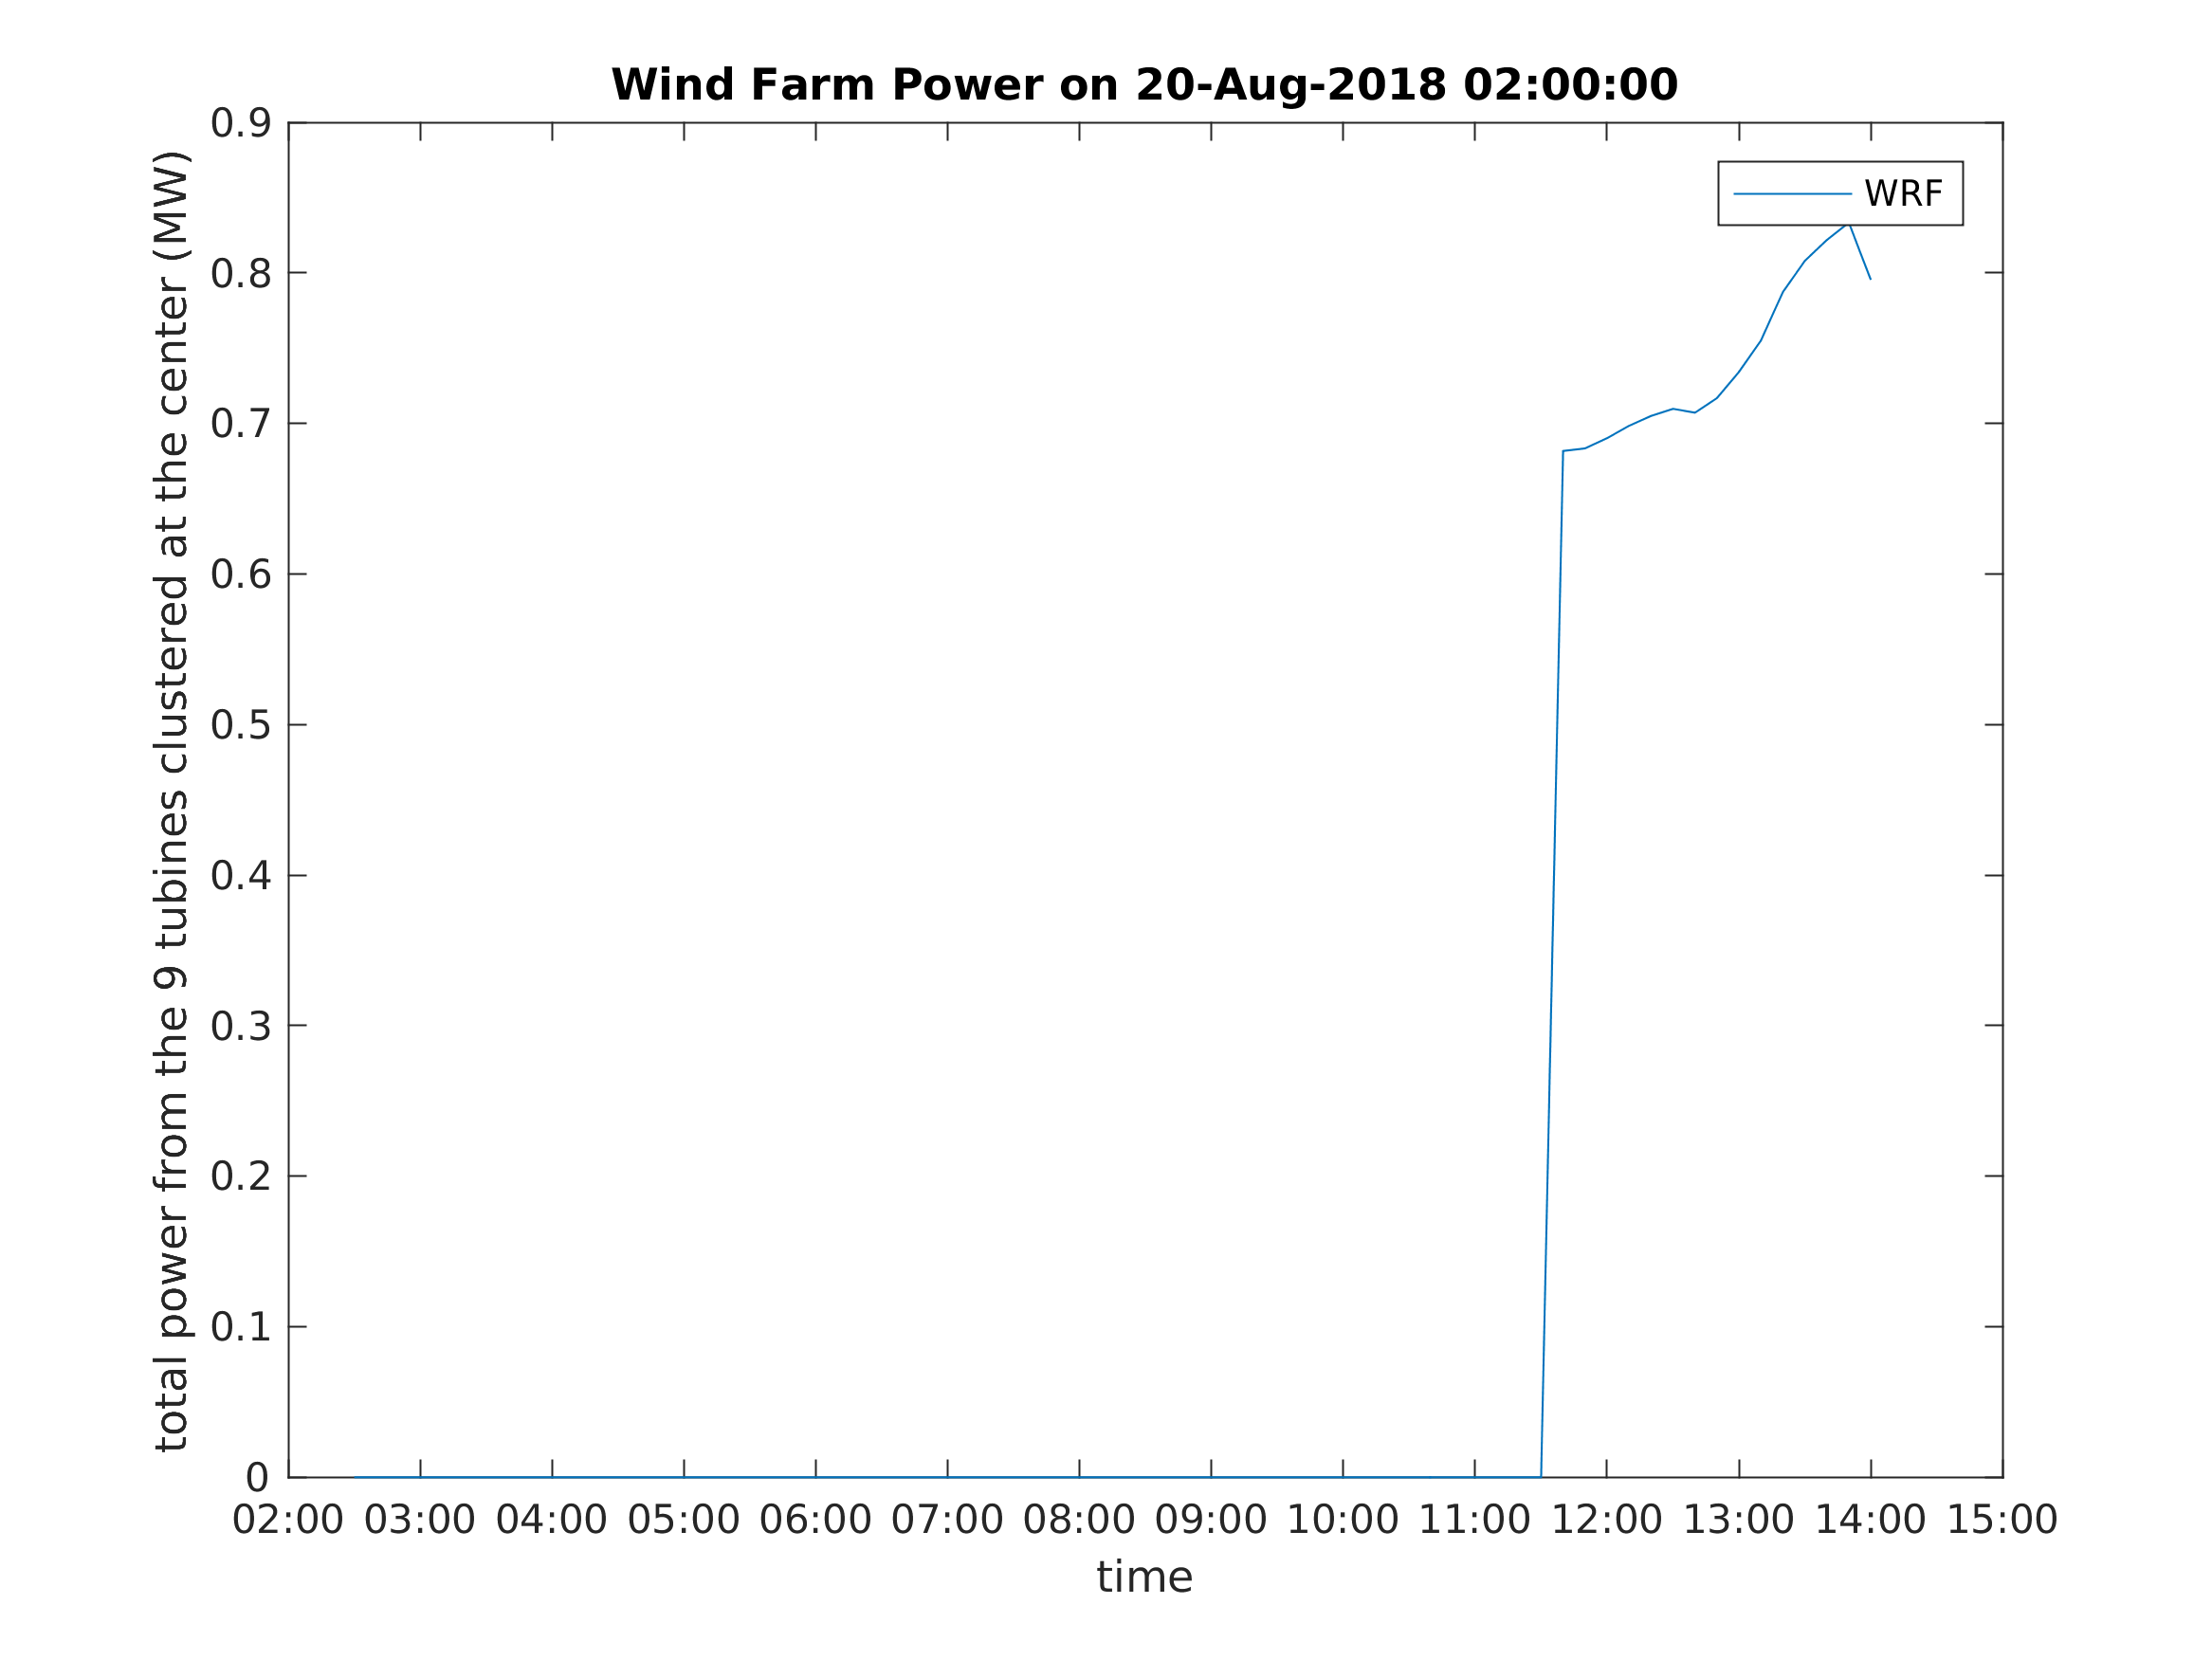 Wind Farm Power on 20-Aug-2018 02:00:00
total power from the 9 tubines clustered at the center (MW)
0.9
0.8
0.7
0.6
0.5
0.4
0.3
0.2
0.1
0
WRF
02:00 03:00 04:00 05:00 06:00 07:00 08:00 09:00 10:00 11:00 12:00 13:00 14:00 15:00
time